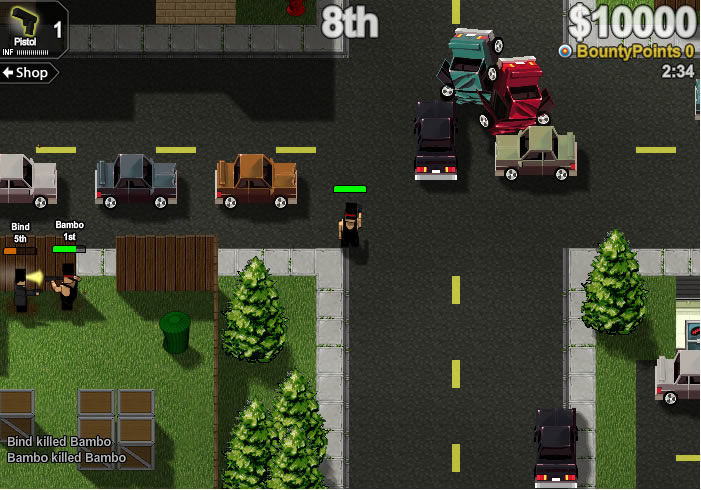 1
8th
$10000
Pistol
INF
BountyPoints 0
Shop
2:34
Bind
5th
Bambo
1st
Bind killed Bambo
Bambo killed Bambo